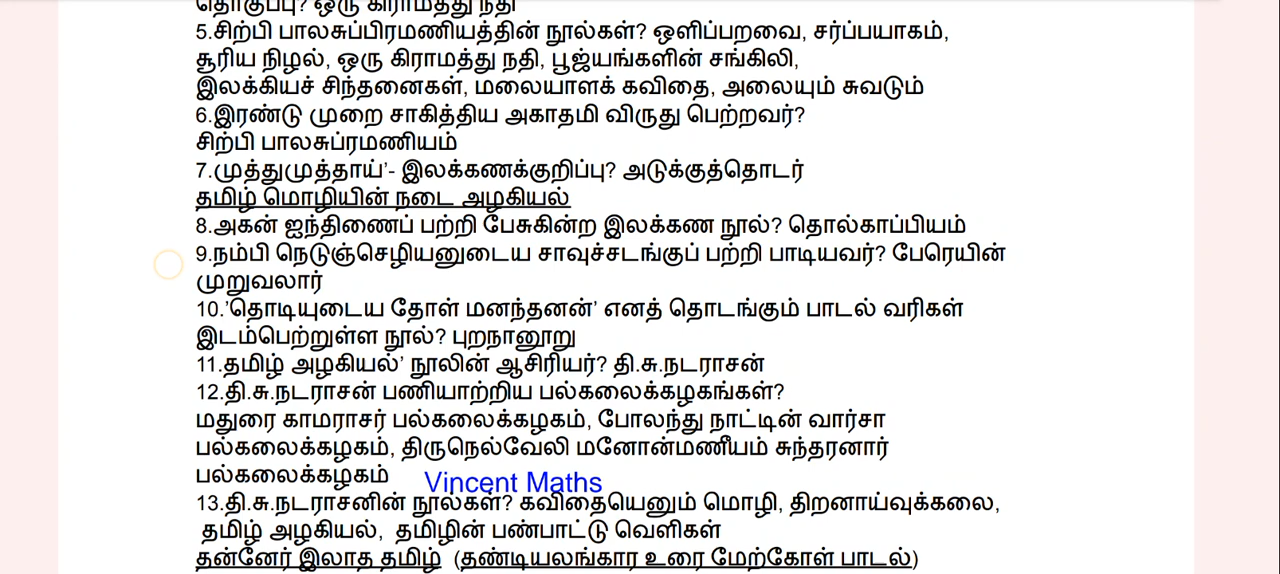 தொகுப்பு? ஒரு கிராமத்து நதி
5.சிற்பி பாலசுப்பிரமணியத்தின் நூல்கள்? ஒளிப்பறவை, சர்ப்பயாகம்,
சூரிய நிழல், ஒரு கிராமத்து நதி, பூஜ்யங்களின் சங்கிலி,
இலக்கியச் சிந்தனைகள், மலையாளக் கவிதை, அலையும் சுவடும்
6.இரண்டு முறை சாகித்திய அகாதமி விருது பெற்றவர்?
சிற்பி பாலசுப்ரமணியம்
7.முத்துமுத்தாய்’- இலக்கணக்குறிப்பு? அடுக்குத்தொடர்
தமிழ் மொழியின் நடை அழகியல்
8.அகன் ஐந்திணைப் பற்றி பேசுகின்ற இலக்கண நூல்? தொல்காப்பியம்
9.நம்பி நெடுஞ்செழியனுடைய சாவுச்சடங்குப் பற்றி பாடியவர்? பேரெயின்
முறுவலார்
10.’தொடியுடைய தோள் மனந்தனன்’ எனத் தொடங்கும் பாடல் வரிகள்
இடம்பெற்றுள்ள நூல்? புறநானூறு
11.தமிழ் அழகியல்’ நூலின் ஆசிரியர்? தி.சு.நடராசன்
12.தி.சு.நடராசன் பணியாற்றிய பல்கலைக்கழகங்கள்?
மதுரை காமராசர் பல்கலைக்கழகம், போலந்து நாட்டின் வார்சா
பல்கலைக்கழகம், திருநெல்வேலி மனோன்மணீயம் சுந்தரனார்
பல்கலைக்கழகம்
Vincent Maths
13.தி.சு.நடராசனின் நூல்கள்? கவிதையெனும் மொழி, திறனாய்வுக்கலை,
தமிழ் அழகியல், தமிழின் பண்பாட்டு வெளிகள்
தன்னேர் இலாத தமிழ் (தண்டியலங்கார உரை மேற்கோள் பாடல்)